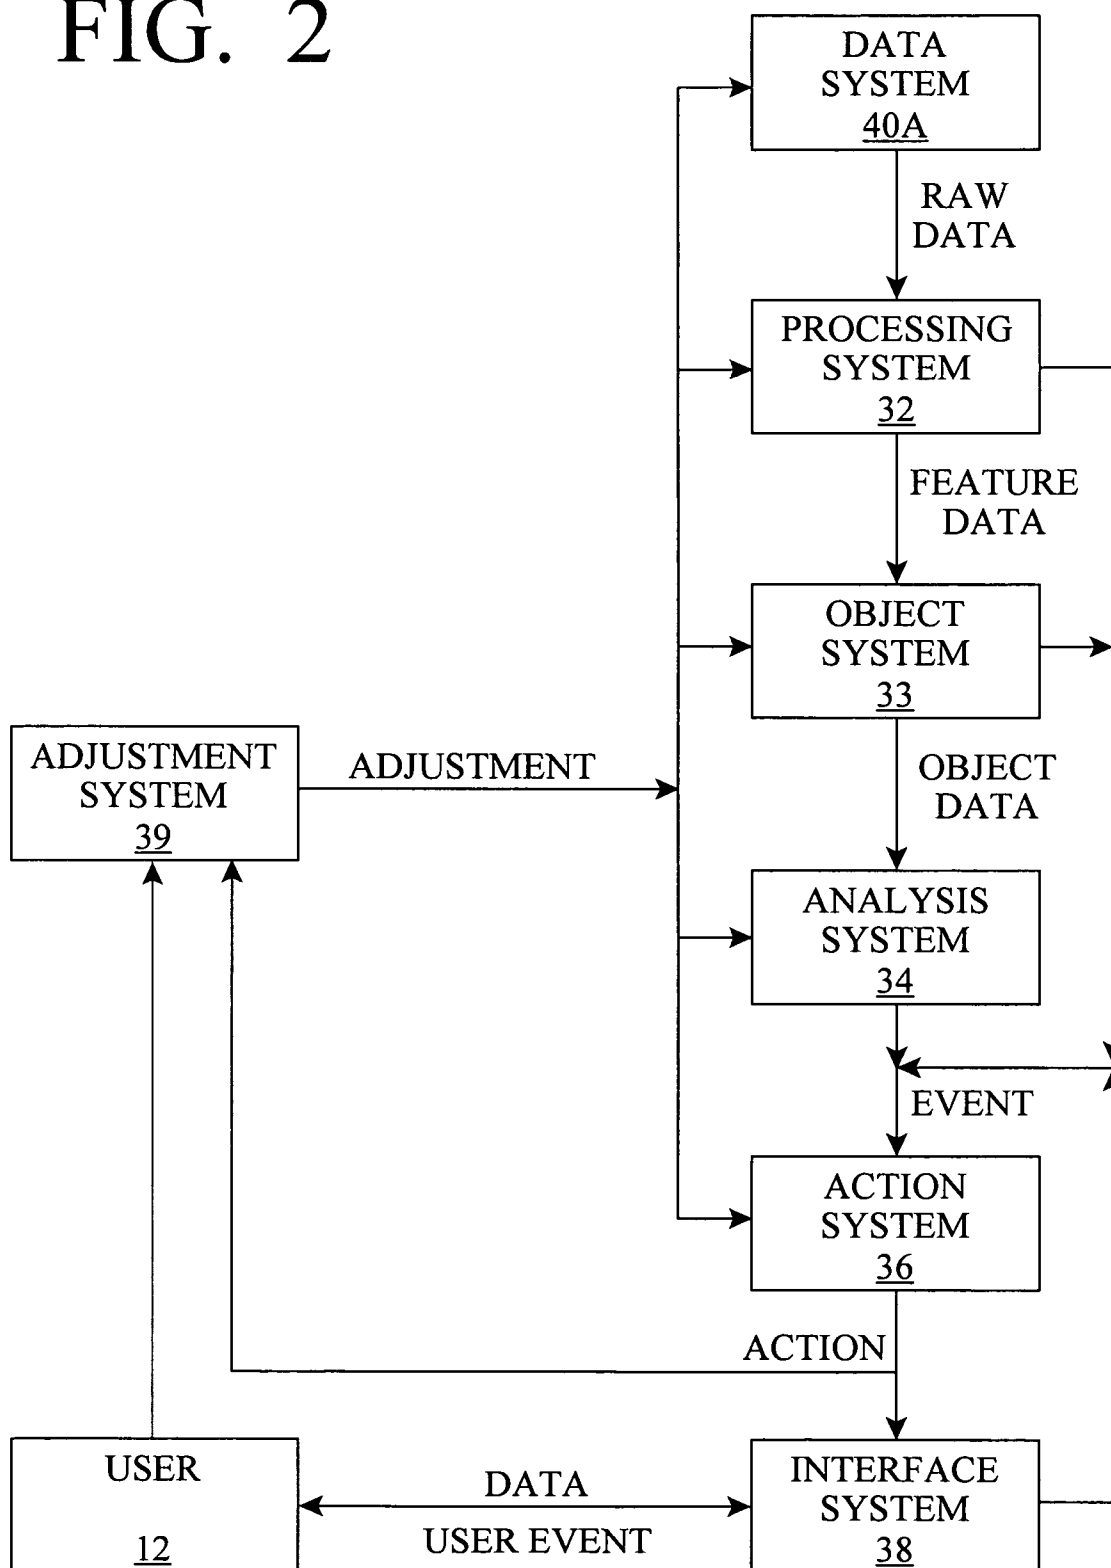 FIG. 2
DATA
SYSTEM
40A
RAW
DATA
PROCESSING
SYSTEM
32
FEATURE
DATA
OBJECT
SYSTEM
33
OBJECT
DATA
ADJUSTMENT
SYSTEM
39
ADJUSTMENT
ANALYSIS
SYSTEM
34
EVENT
ACTION
SYSTEM
36
ACTION
USER
12
DATA
USER EVENT
INTERFACE
SYSTEM
38